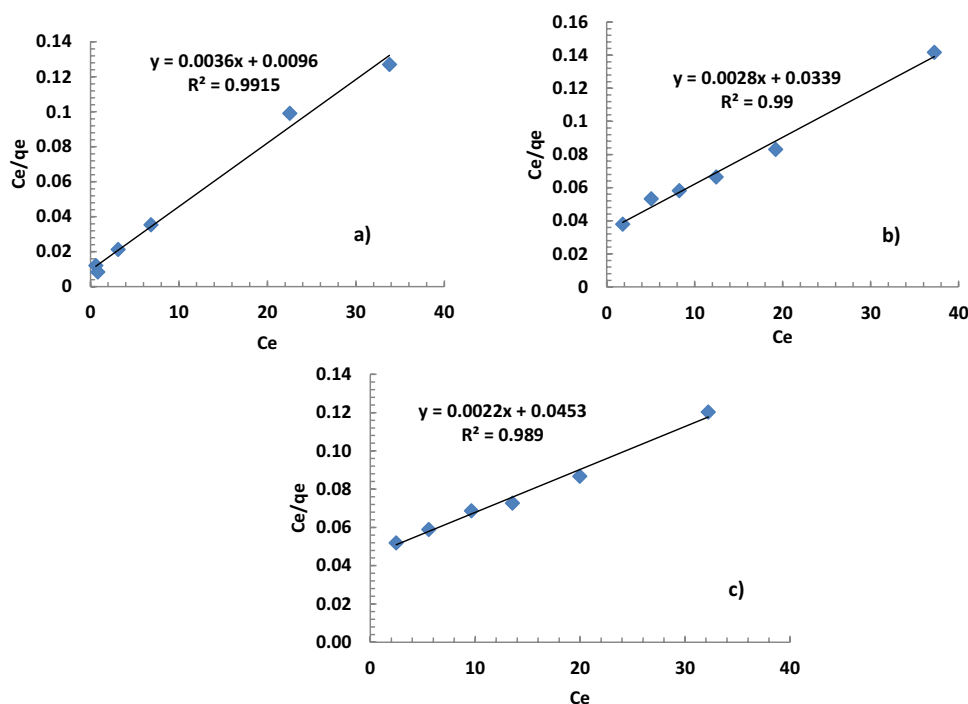 0.14
0.12
0.1
0.08
0.06
0.04
0.02
0
Ce/qe
y = 0.0036x + 0.0096
R² = 0.9915
a)
0 10 20 30 40
Ce
0.16
0.14
0.12
0.1
0.08
0.06
0.04
0.02
0
Ce/qe
y = 0.0028x + 0.0339
R² = 0.99
b)
0 10 20 30 40
Ce
0.14
0.12
0.10
0.08
0.06
0.04
0.02
0.00
Ce/qe
y = 0.0022x + 0.0453
R² = 0.989
c)
0 10 20 30 40
Ce